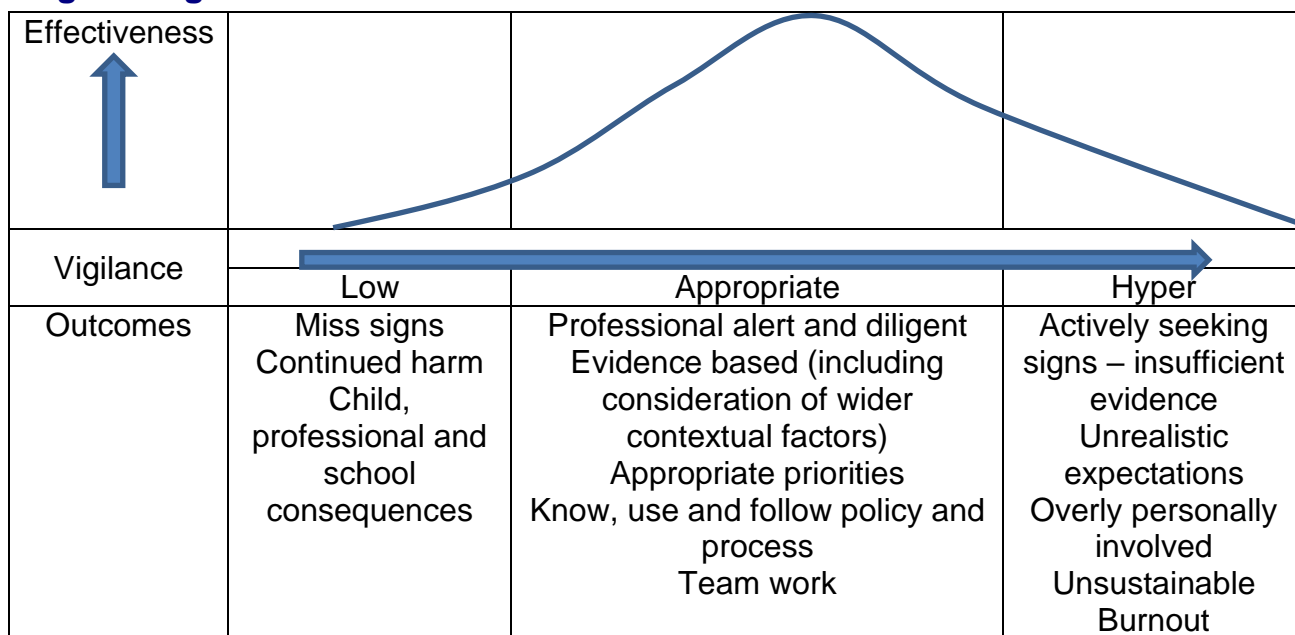 Effectiveness
Vigilance
Low
Appropriate
Hyper
Outcomes
Miss signs
Continued harm
Child,
professional and
school
consequences
Professional alert and diligent
Evidence based (including
consideration of wider
contextual factors)
Appropriate priorities
Know, use and follow policy and
process
Team work
Actively seeking
signs – insufficient
evidence
Unrealistic
expectations
Overly personally
involved
Unsustainable
Burnout